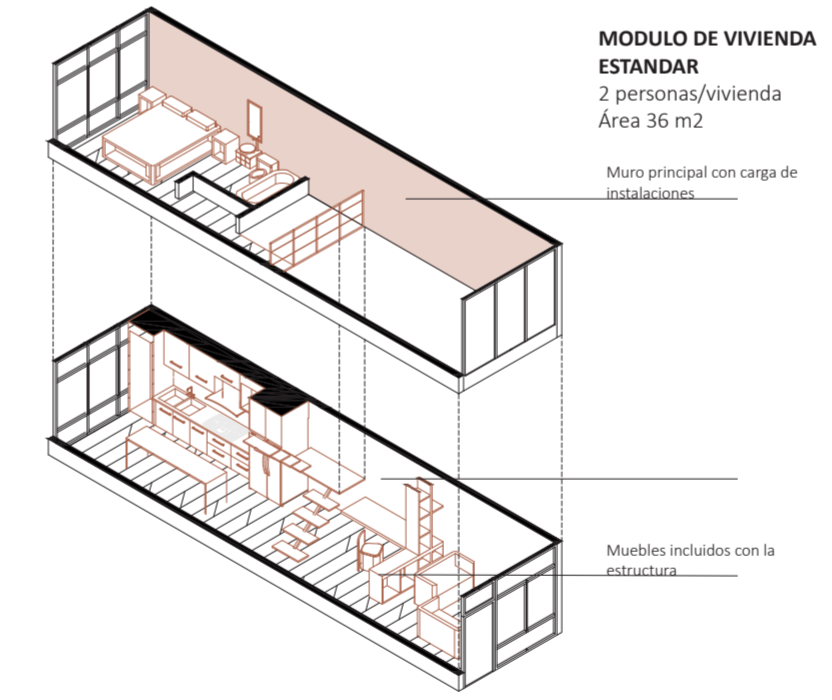 MODULO DE VIVIENDA
ESTANDAR
2 personas/vivienda
Área 36 m2
Muro principal con carga de
instalaciones
Muebles incluidos con la
estructura